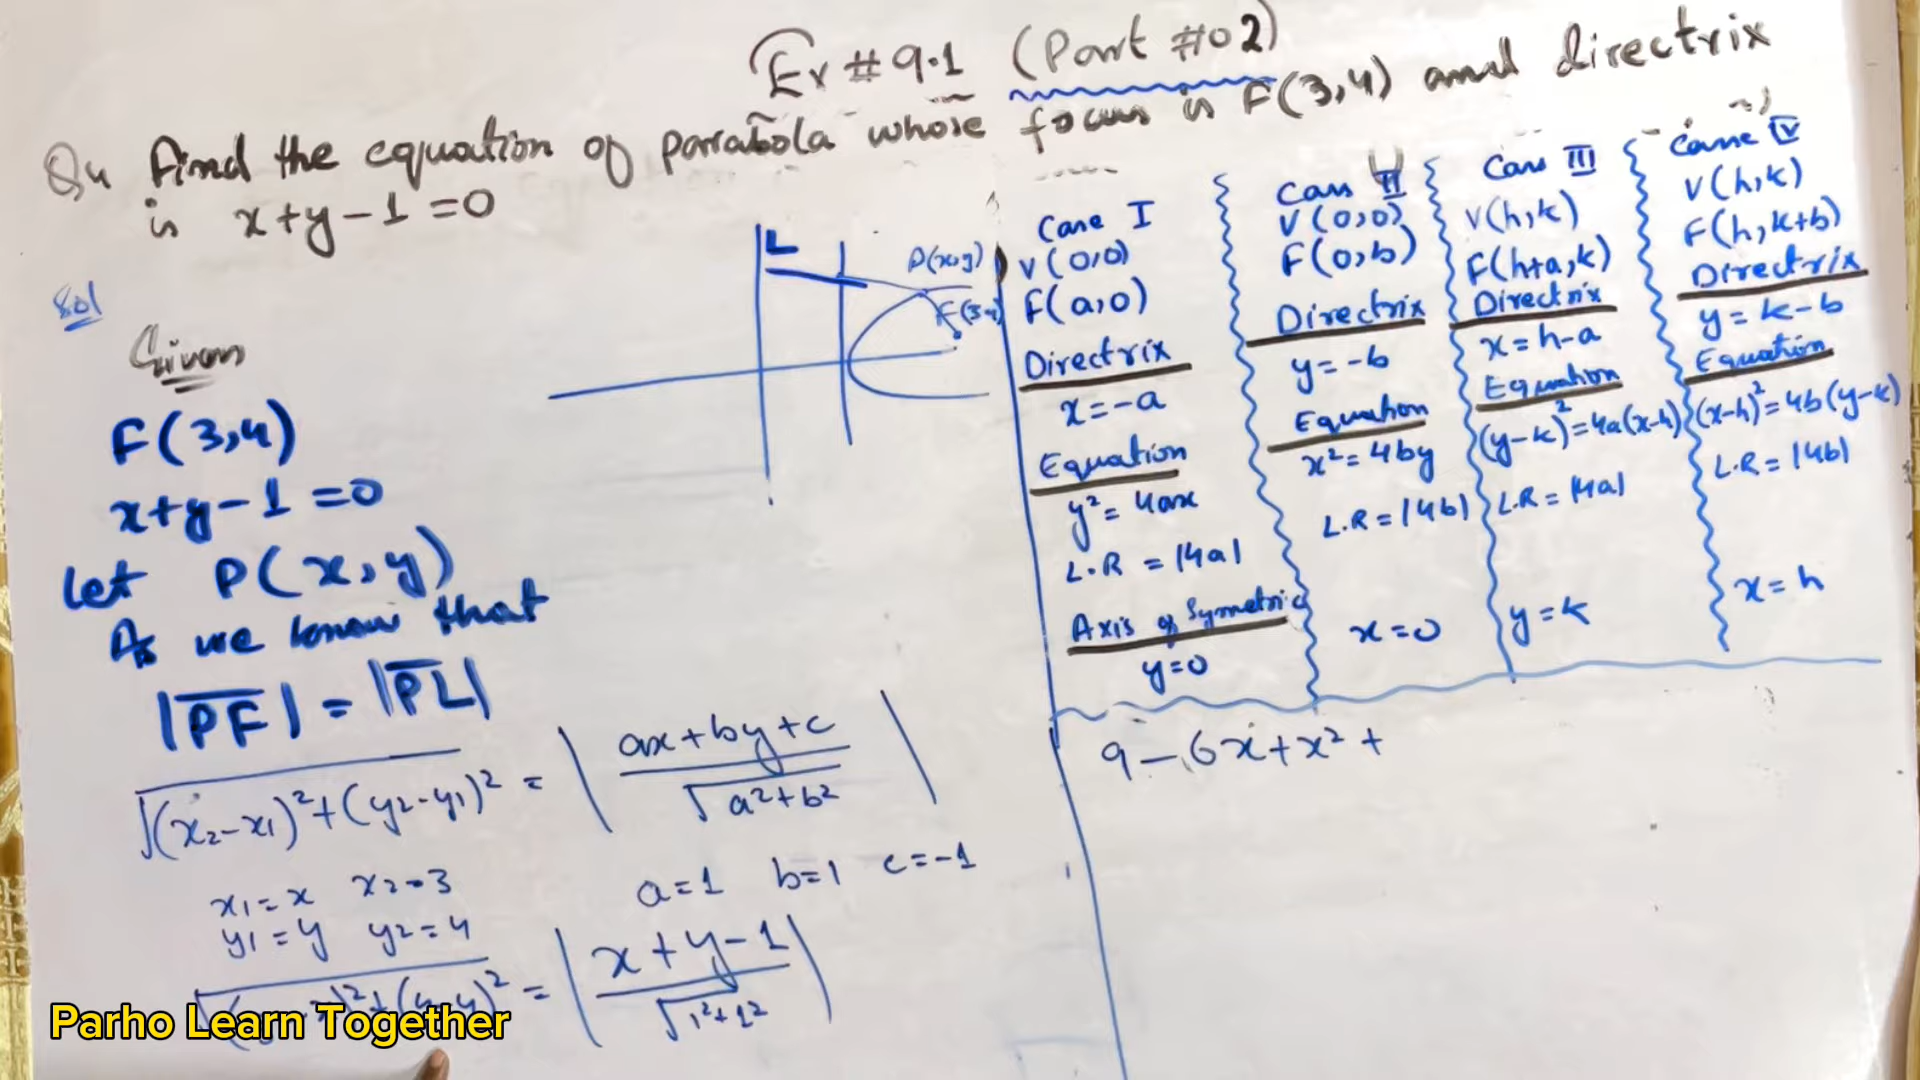 Ex # 9.1 (Part #02)
Q4 Find the equation of parabola whose focus is F(3,4) and directrix
is x+y-1=0
Sol
Given
F(3,4)
x+y-1=0
Let P(x,y)
As we know that
|PF| = |PL|
√(x₂-x₁)²+(y₂-y₁)² = | ax+by+c / √a²+b² |
x₁=x x₂=3
y₁=y y₂=4
a=1 b=1 c=-1
= | x+y-1 / √1²+1² |
L
P(x,y)
F(3,4)
Case I
V(0,0)
F(a,0)
Directrix
x=-a
Equation
y²=4ax
L.R = |4a|
Axis of Symetric
y=0
Case II
V(0,0)
F(0,b)
Directrix
y=-b
Equation
x²=4by
L.R=|4b|
x=0
Case III
V(h,k)
F(h+a,k)
Directrix
x=h-a
Equation
(y-k)²=4a(x-h)
L.R=|4a|
y=k
Case IV
V(h,k)
F(h,k+b)
Directrix
y=k-b
Equation
(x-h)²=4b(y-k)
L.R=|4b|
x=h
9-6x+x²+
Parho Learn Together